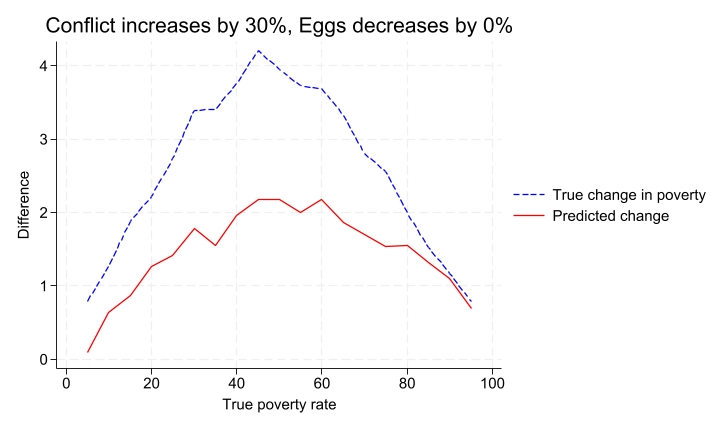 Conflict increases by 30%, Eggs decreases by 0%
4
3
2
1
0
Difference
0 20 40 60 80 100
True poverty rate
True change in poverty
Predicted change